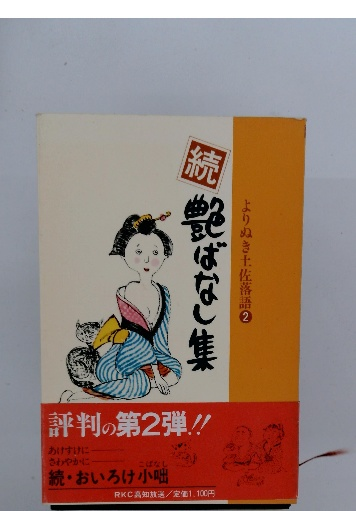 続
艶ばなし集
よりぬき土佐落語2
評判の第2弾!!
あけすけに――
さわやかに――
続・おいろけ小咄
こばなし
RKC高知放送/定価1,100円